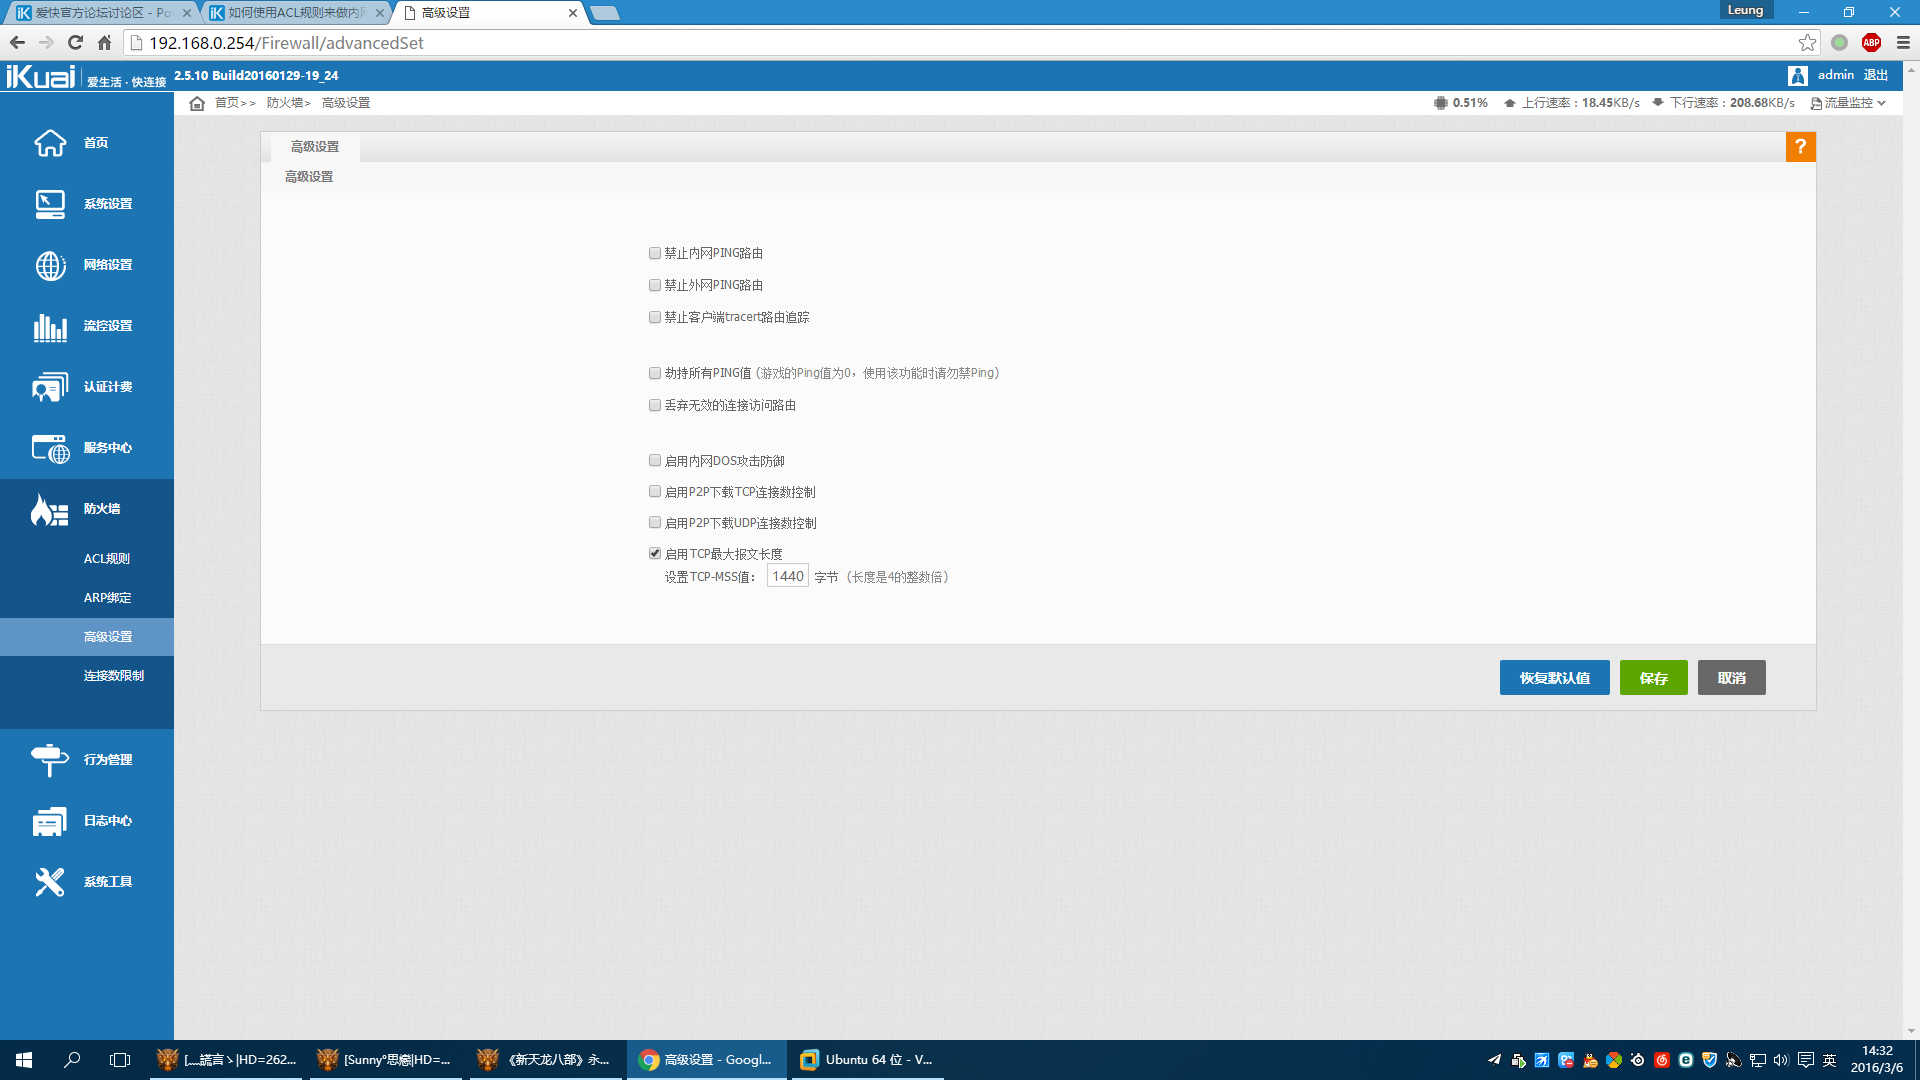 爱快官方论坛讨论区 - Po
如何使用ACL规则来做内
高级设置
Leung
192.168.0.254/Firewall/advancedSet
ABP
iKuai 爱生活·快连接 2.5.10 Build20160129-19_24
admin 退出
首页>> 防火墙> 高级设置
0.51% 上行速率:18.45KB/s 下行速率:208.68KB/s 流量监控
首页
系统设置
网络设置
流控设置
认证计费
服务中心
防火墙
ACL规则
ARP绑定
高级设置
连接数限制
行为管理
日志中心
系统工具
高级设置
?
高级设置
禁止内网PING路由
禁止外网PING路由
禁止客户端tracert路由追踪
劫持所有PING值 (游戏的Ping值为0，使用该功能时请勿禁Ping)
丢弃无效的连接访问路由
启用内网DOS攻击防御
启用P2P下载TCP连接数控制
启用P2P下载UDP连接数控制
启用TCP最大报文长度
设置TCP-MSS值： 1440 字节 (长度是4的整数倍)
恢复默认值 保存 取消
[﹏謊言ゝ|HD=262...
[Sunny°思戀|HD=...
《新天龙八部》永...
高级设置 - Googl...
Ubuntu 64 位 - V...
英
14:32
2016/3/6